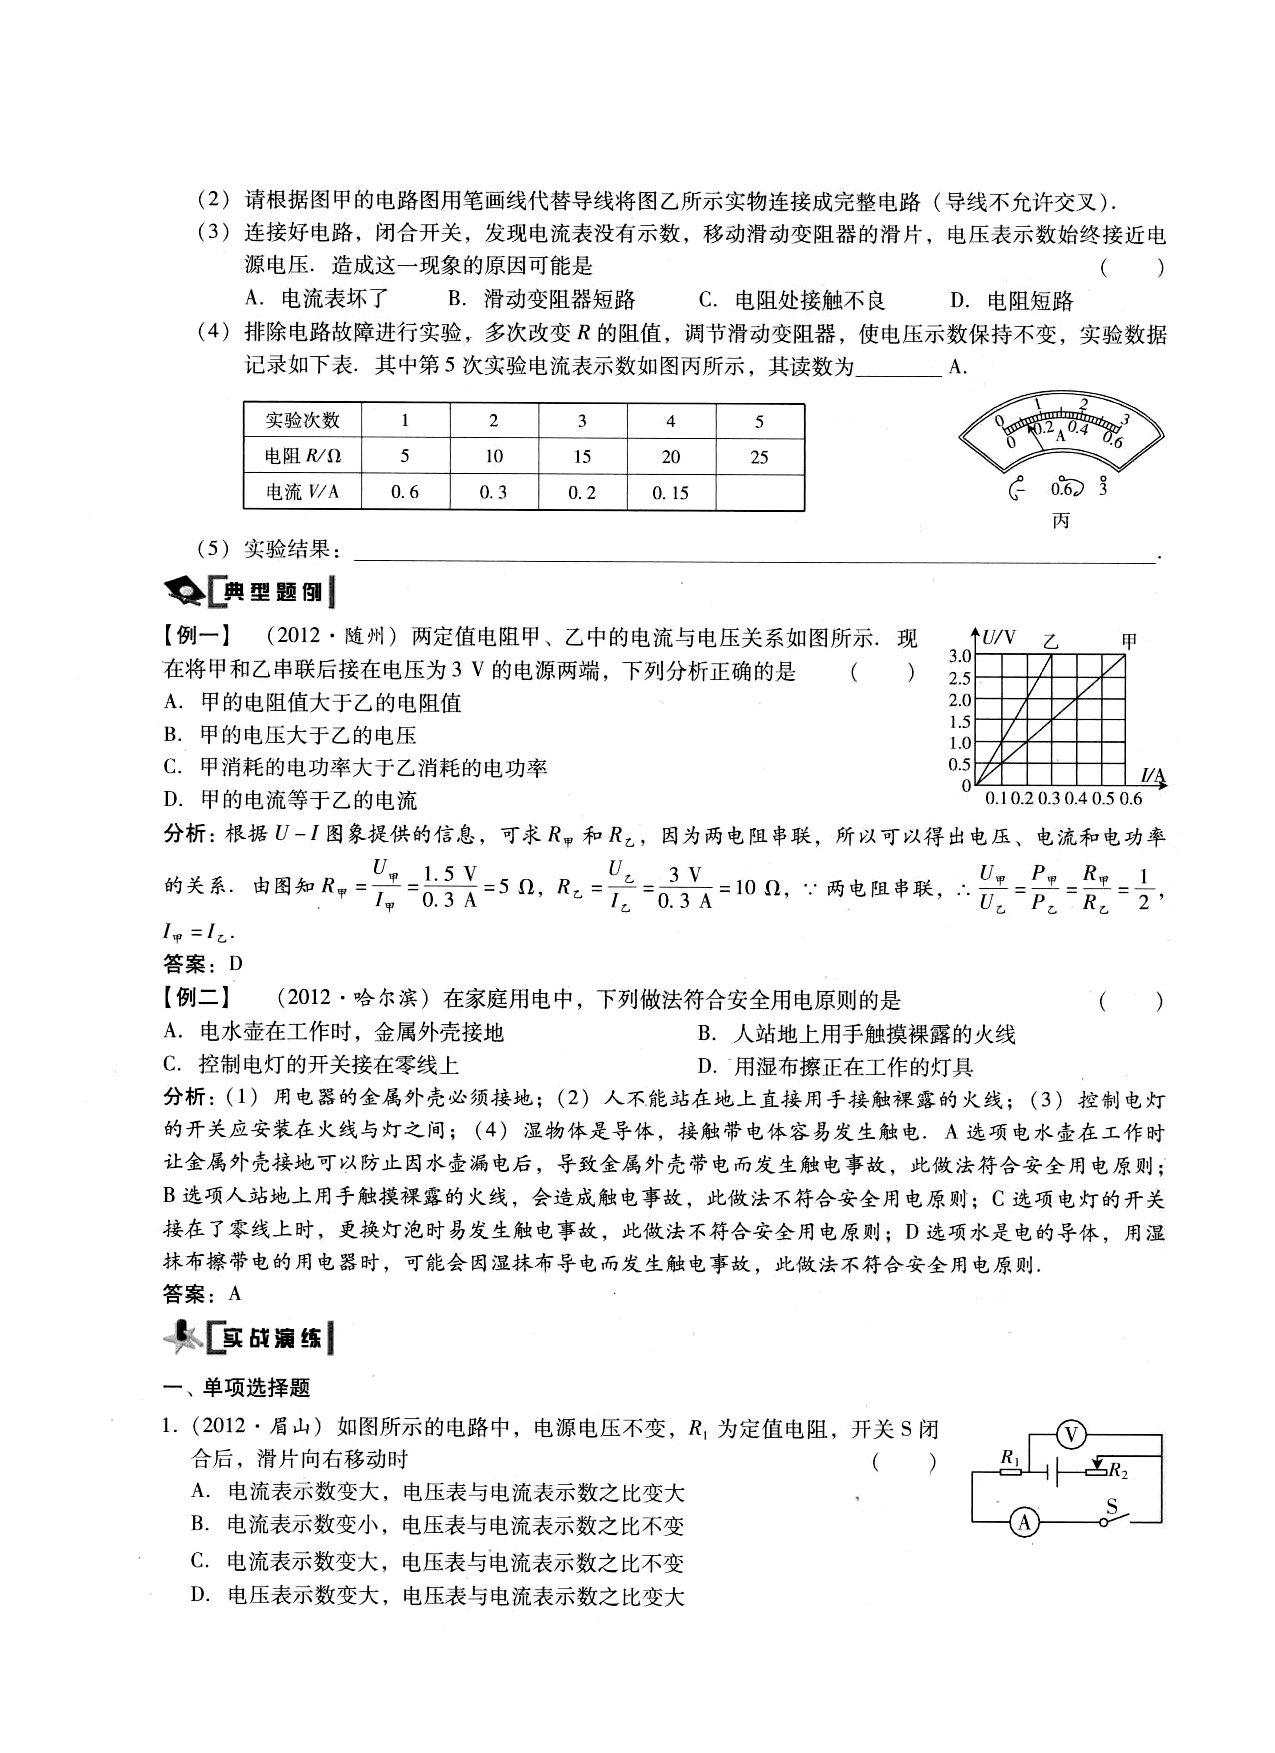 (2) 请根据图甲的电路图用笔画线代替导线将图乙所示实物连接成完整电路(导线不允许交叉).
(3) 连接好电路，闭合开关，发现电流表没有示数，移动滑动变阻器的滑片，电压表示数始终接近电
源电压. 造成这一现象的原因可能是 (    )
A. 电流表坏了 B. 滑动变阻器短路 C. 电阻处接触不良 D. 电阻短路
(4) 排除电路故障进行实验，多次改变 R 的阻值，调节滑动变阻器，使电压示数保持不变，实验数据
记录如下表. 其中第 5 次实验电流表示数如图丙所示，其读数为________ A.
实验次数 1 2 3 4 5
电阻 R/Ω 5 10 15 20 25
电流 V/A 0.6 0.3 0.2 0.15
0 1 2 3
0 0.2 0.4 0.6
A
- 0.6 3
丙
(5) 实验结果：________.
典型题例
【例一】 (2012·随州) 两定值电阻甲、乙中的电流与电压关系如图所示. 现
在将甲和乙串联后接在电压为 3 V 的电源两端，下列分析正确的是 (    )
A. 甲的电阻值大于乙的电阻值
B. 甲的电压大于乙的电压
C. 甲消耗的电功率大于乙消耗的电功率
D. 甲的电流等于乙的电流
U/V 乙 甲
3.0
2.5
2.0
1.5
1.0
0.5
0
I/A
0.1 0.2 0.3 0.4 0.5 0.6
分析：根据 U-I 图象提供的信息，可求 R甲 和 R乙，因为两电阻串联，所以可以得出电压、电流和电功率
的关系. 由图知 R甲 = U甲/I甲 = 1.5 V/0.3 A = 5 Ω，R乙 = U乙/I乙 = 3 V/0.3 A = 10 Ω，∵ 两电阻串联，∴ U甲/U乙 = P甲/P乙 = R甲/R乙 = 1/2，
I甲 = I乙.
答案：D
【例二】 (2012·哈尔滨) 在家庭用电中，下列做法符合安全用电原则的是 (    )
A. 电水壶在工作时，金属外壳接地 B. 人站地上用手触摸裸露的火线
C. 控制电灯的开关接在零线上 D. 用湿布擦正在工作的灯具
分析：(1) 用电器的金属外壳必须接地；(2) 人不能站在地上直接用手接触裸露的火线；(3) 控制电灯
的开关应安装在火线与灯之间；(4) 湿物体是导体，接触带电体容易发生触电. A 选项电水壶在工作时
让金属外壳接地可以防止因水壶漏电后，导致金属外壳带电而发生触电事故，此做法符合安全用电原则；
B 选项人站地上用手触摸裸露的火线，会造成触电事故，此做法不符合安全用电原则；C 选项电灯的开关
接在了零线上时，更换灯泡时易发生触电事故，此做法不符合安全用电原则；D 选项水是电的导体，用湿
抹布擦带电的用电器时，可能会因湿抹布导电而发生触电事故，此做法不符合安全用电原则.
答案：A
实战演练
一、单项选择题
1. (2012·眉山) 如图所示的电路中，电源电压不变，R₁ 为定值电阻，开关 S 闭
合后，滑片向右移动时 (    )
A. 电流表示数变大，电压表与电流表示数之比变大
B. 电流表示数变小，电压表与电流表示数之比不变
C. 电流表示数变大，电压表与电流表示数之比不变
D. 电压表示数变大，电压表与电流表示数之比变大
V
R₁ R₂
A S